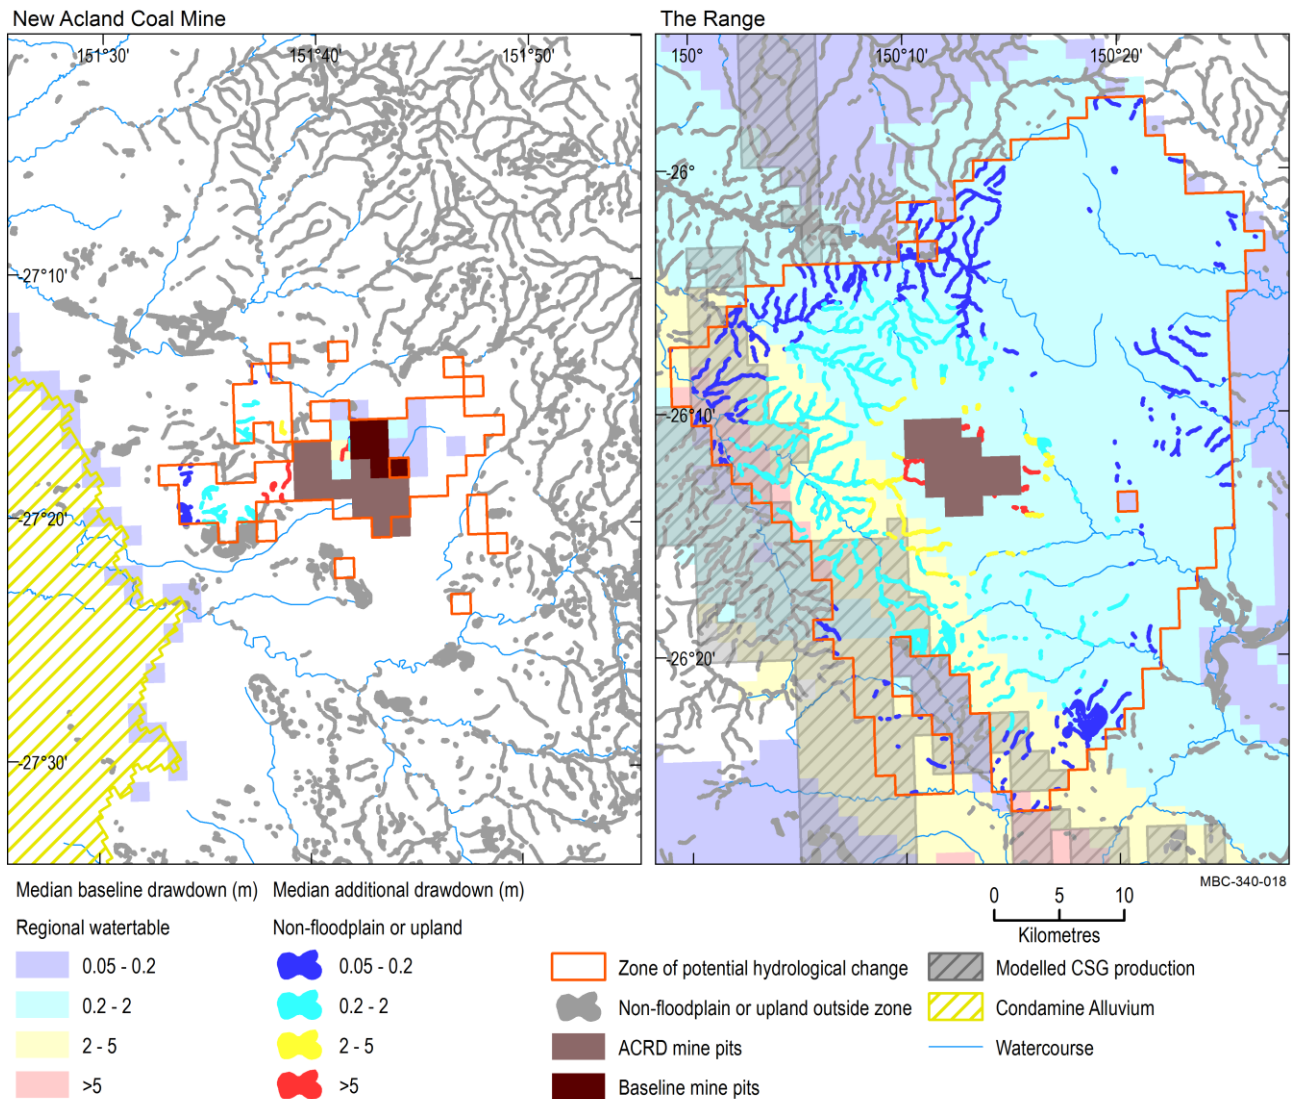 New Acland Coal Mine
The Range
151°30'
151°40'
151°50'
150°
150°10'
150°20'
-27°10'
-27°20'
-27°30'
-26°
-26°10'
-26°20'
MBC-340-018
0 5 10
Kilometres
Median baseline drawdown (m)
Regional watertable
0.05 - 0.2
0.2 - 2
2 - 5
>5
Median additional drawdown (m)
Non-floodplain or upland
0.05 - 0.2
0.2 - 2
2 - 5
>5
Zone of potential hydrological change
Non-floodplain or upland outside zone
ACRD mine pits
Baseline mine pits
Modelled CSG production
Condamine Alluvium
Watercourse